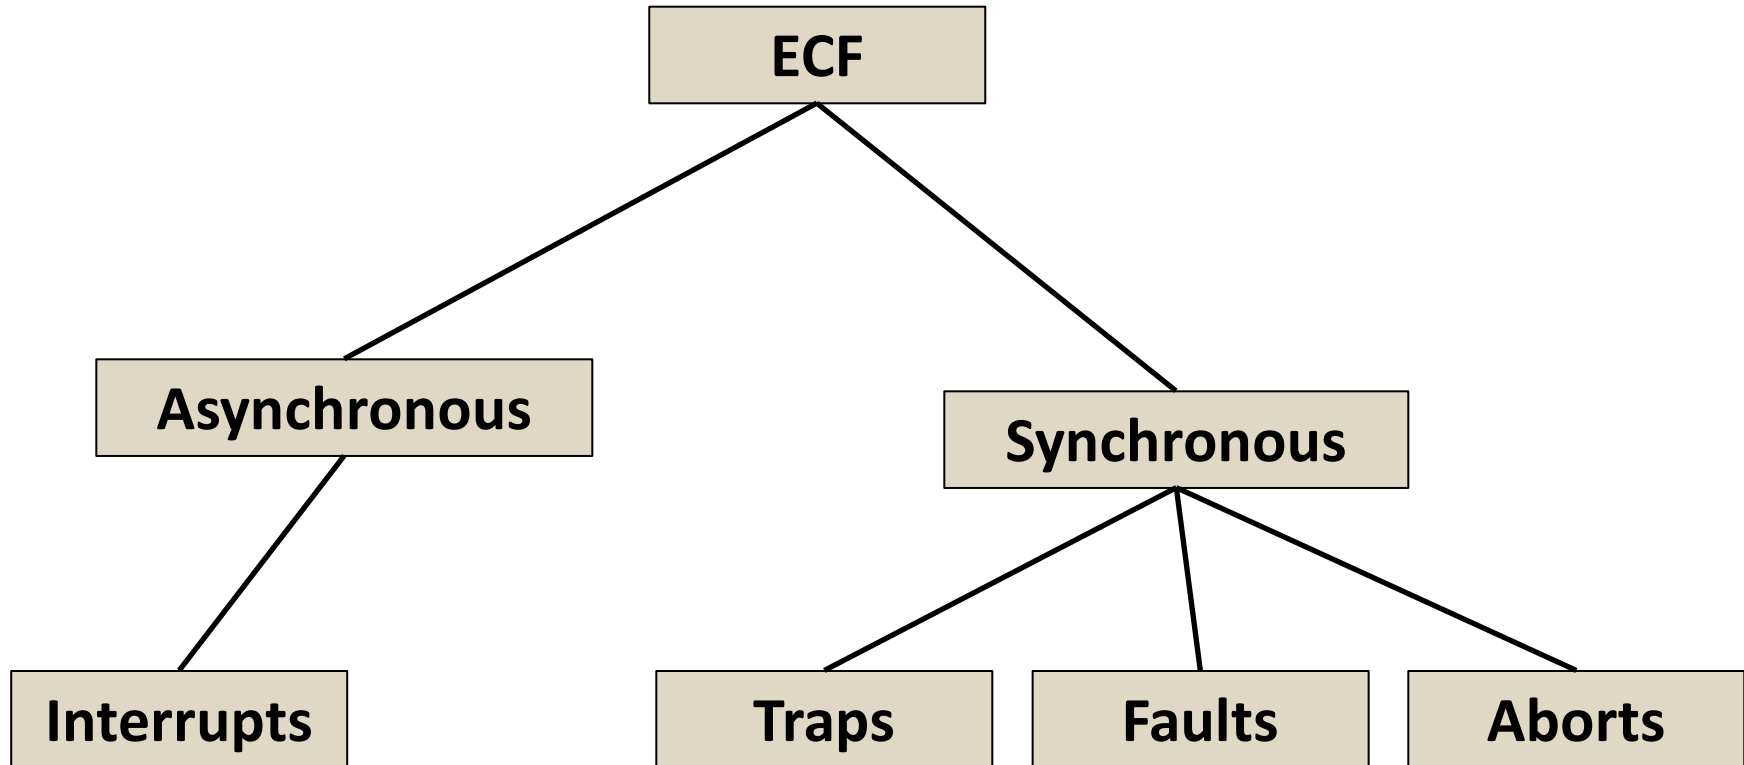 ECF
Asynchronous
Synchronous
Interrupts
Traps
Faults
Aborts